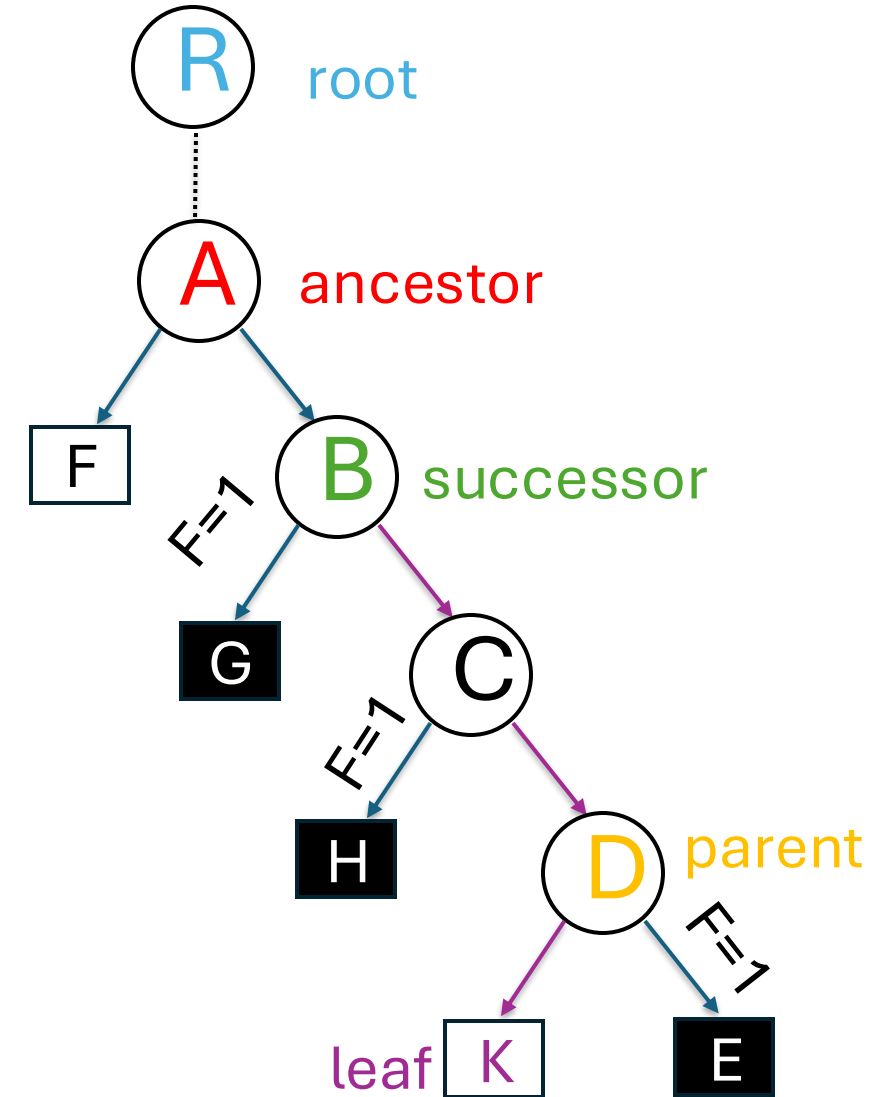 R
root
A
ancestor
F
B
successor
F=1
G
C
F=1
H
D
parent
F=1
leaf
K
E